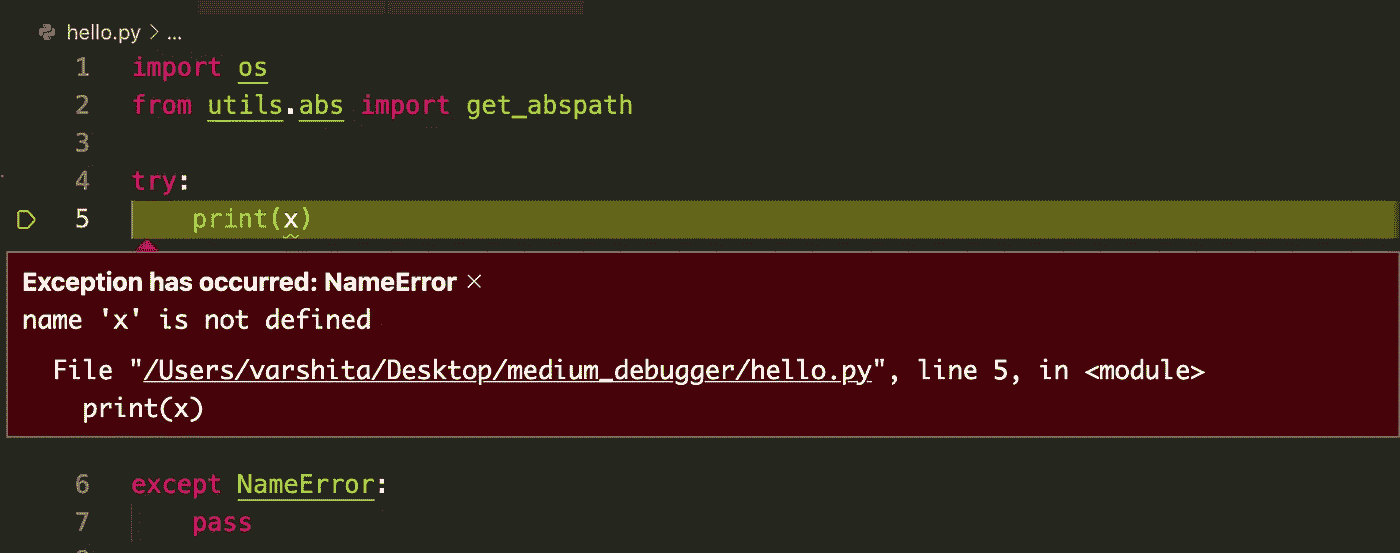 hello.py > ...
1 import os
2 from utils.abs import get_abspath
3
4 try:
5     print(x)
Exception has occurred: NameError ×
name 'x' is not defined
  File "/Users/varshita/Desktop/medium_debugger/hello.py", line 5, in <module>
    print(x)
6 except NameError:
7     pass